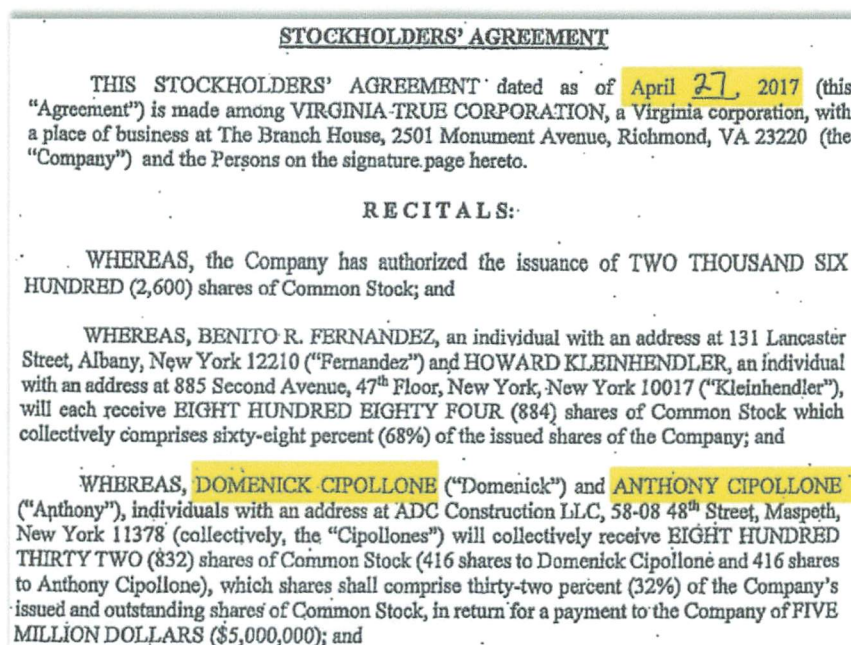 STOCKHOLDERS' AGREEMENT
THIS STOCKHOLDERS' AGREEMENT dated as of April 27, 2017 (this
"Agreement") is made among VIRGINIA-TRUE CORPORATION, a Virginia corporation, with
a place of business at The Branch House, 2501 Monument Avenue, Richmond, VA 23220 (the
"Company") and the Persons on the signature page hereto.
RECITALS:
WHEREAS, the Company has authorized the issuance of TWO THOUSAND SIX
HUNDRED (2,600) shares of Common Stock; and
WHEREAS, BENITO R. FERNANDEZ, an individual with an address at 131 Lancaster
Street, Albany, New York 12210 ("Fernandez") and HOWARD KLEINHENDLER, an individual
with an address at 885 Second Avenue, 47th Floor, New York, New York 10017 ("Kleinhendler"),
will each receive EIGHT HUNDRED EIGHTY FOUR (884) shares of Common Stock which
collectively comprises sixty-eight percent (68%) of the issued shares of the Company; and
WHEREAS, DOMENICK CIPOLLONE ("Domenick") and ANTHONY CIPOLLONE
("Anthony"), individuals with an address at ADC Construction LLC, 58-08 48th Street, Maspeth,
New York 11378 (collectively, the "Cipollones") will collectively receive EIGHT HUNDRED
THIRTY TWO (832) shares of Common Stock (416 shares to Domenick Cipollone and 416 shares
to Anthony Cipollone), which shares shall comprise thirty-two percent (32%) of the Company's
issued and outstanding shares of Common Stock, in return for a payment to the Company of FIVE
MILLION DOLLARS ($5,000,000); and